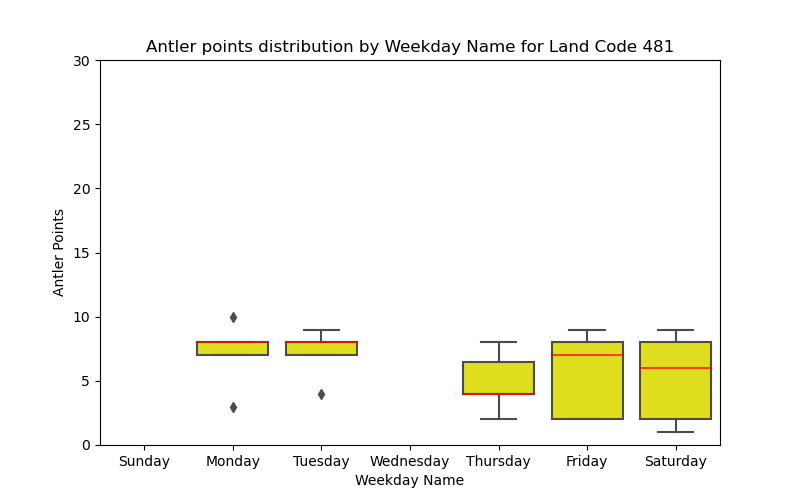 Antler points distribution by Weekday Name for Land Code 481
30
25
20
15
10
5
0
Antler Points
Sunday Monday Tuesday Wednesday Thursday Friday Saturday
Weekday Name